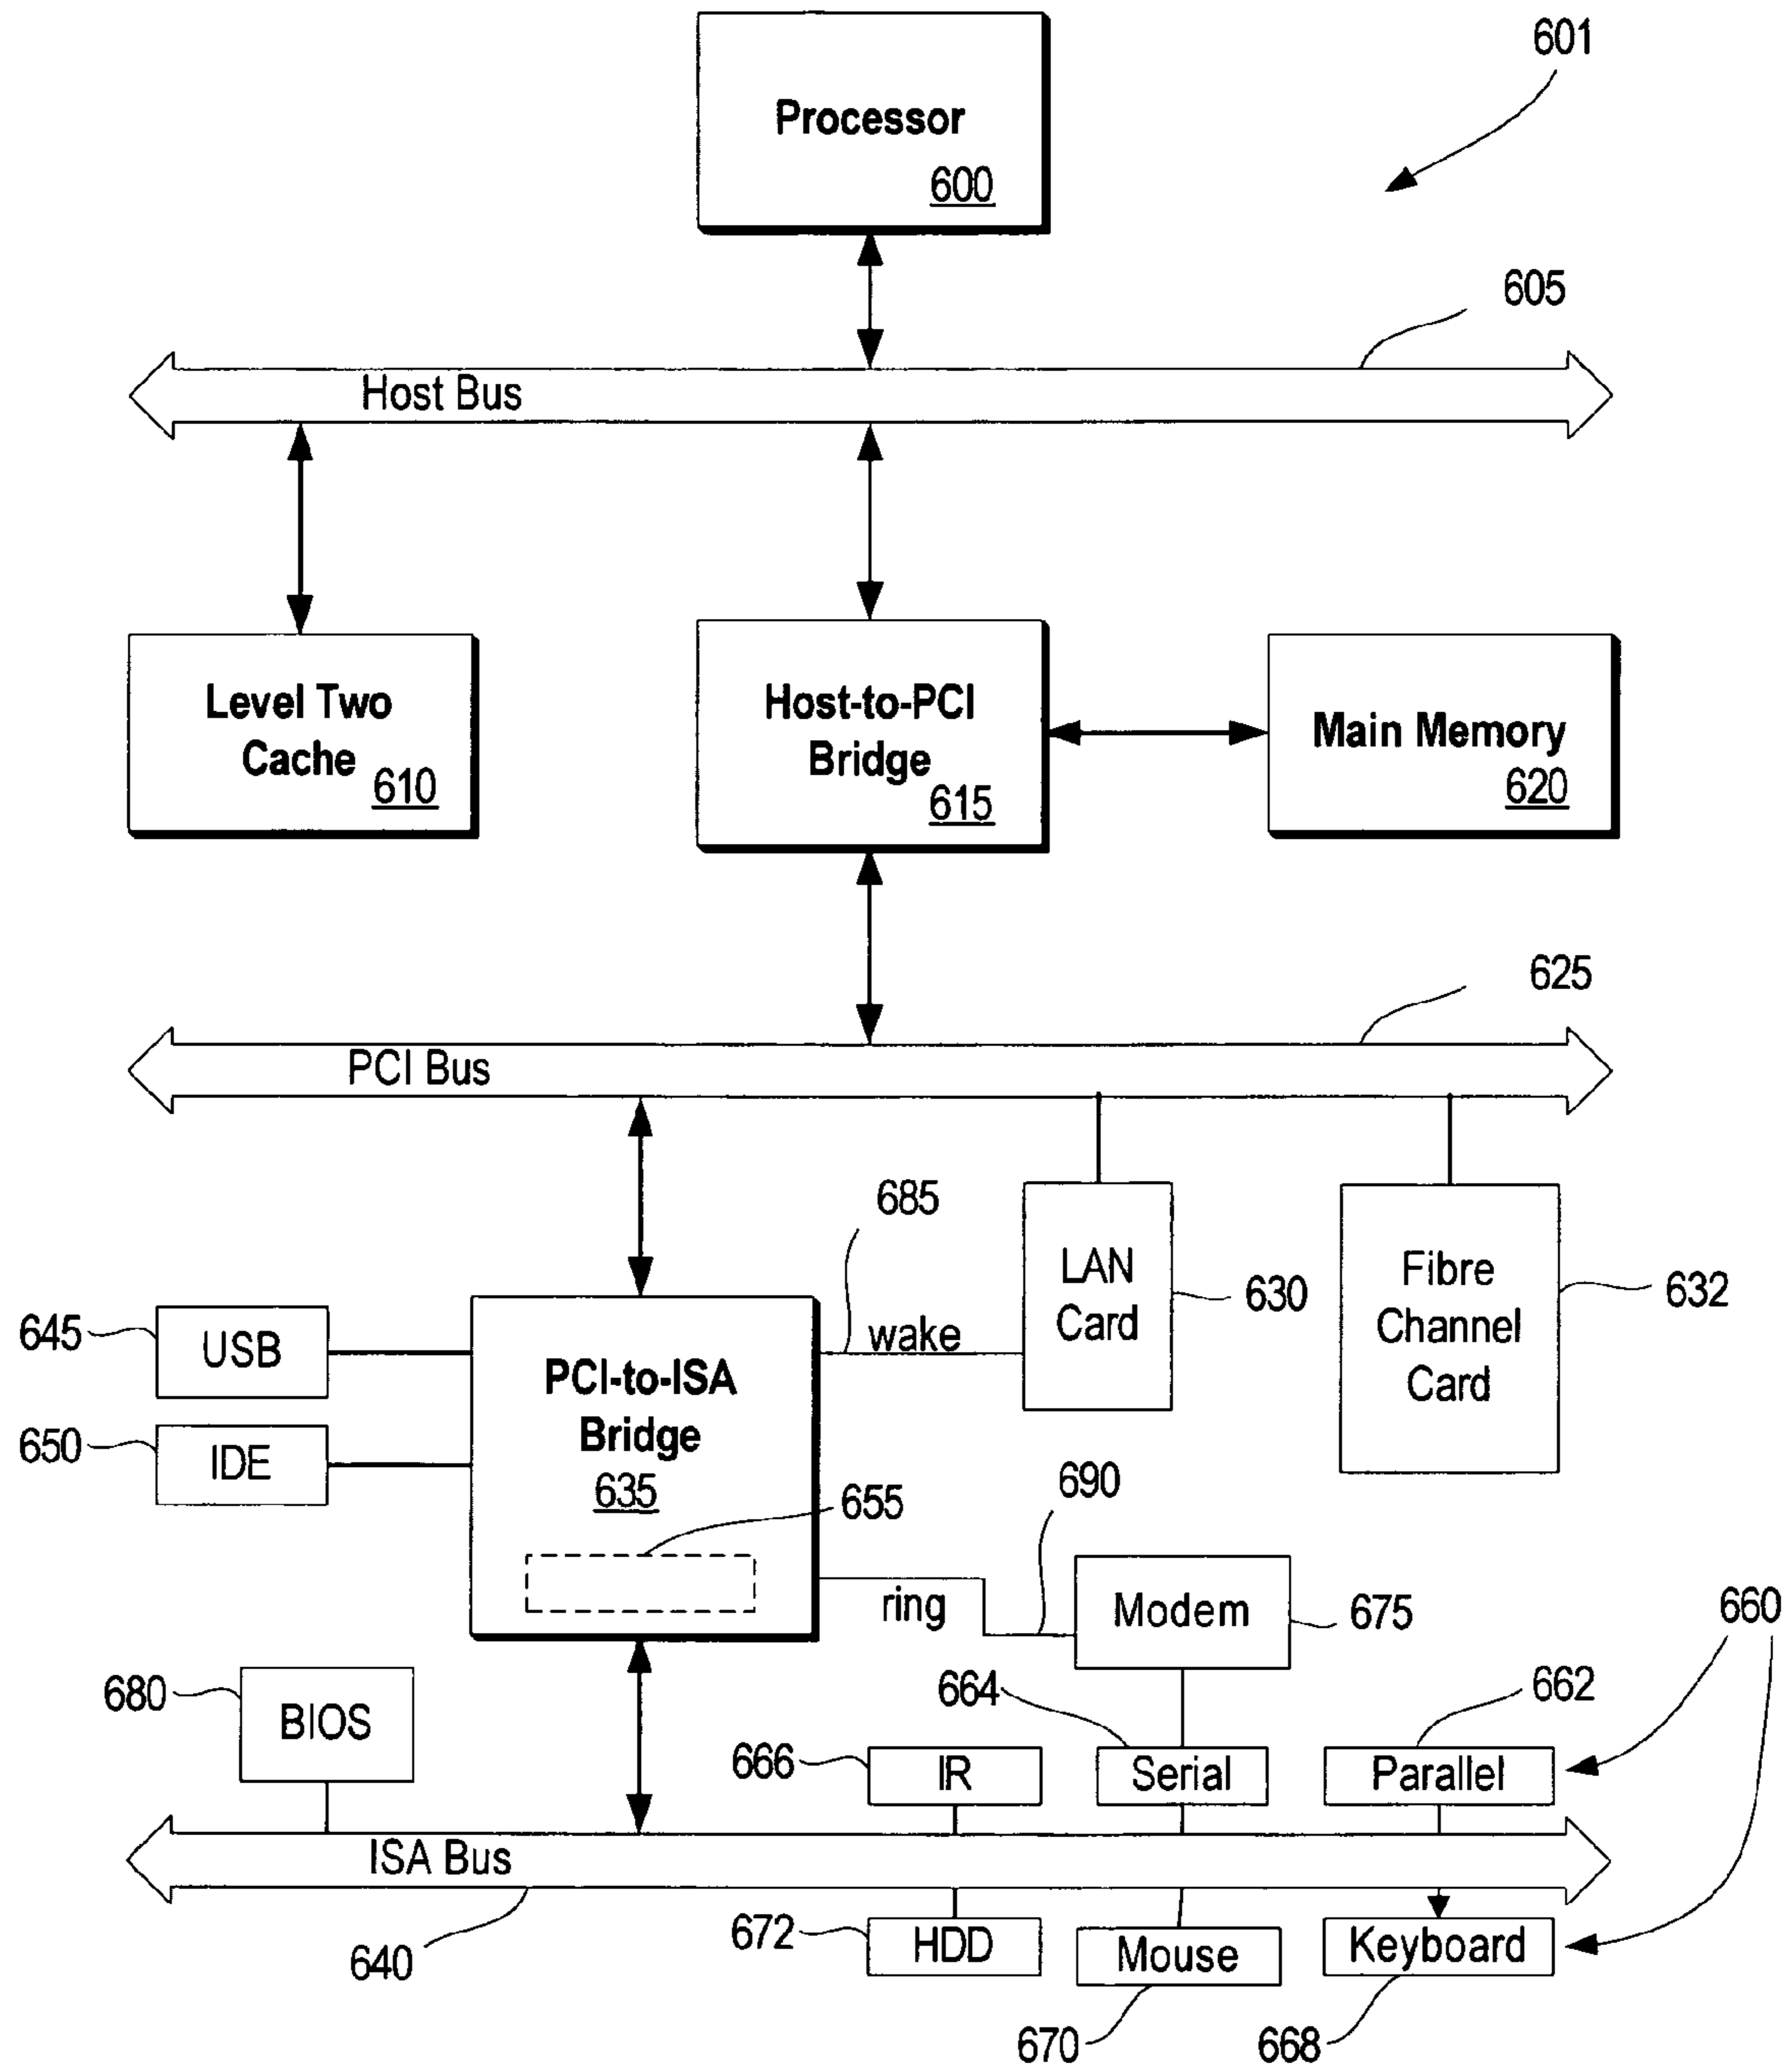 601
Processor
600
605
Host Bus
Level Two
Cache
610
Host-to-PCI
Bridge
615
Main Memory
620
625
PCI Bus
685
LAN
Card
630
Fibre
Channel
Card
632
645
USB
wake
PCI-to-ISA
Bridge
635
650
IDE
655
690
ring
Modem
675
660
680
BIOS
664
662
666
IR
Serial
Parallel
ISA Bus
640
672
HDD
Mouse
Keyboard
670
668